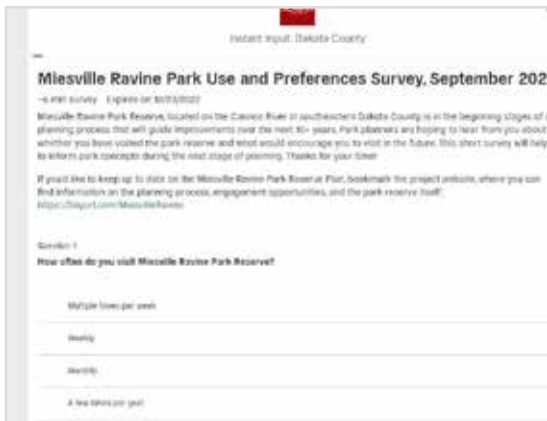 Instant Input: Dakota County
Miesville Ravine Park Use and Preferences Survey, September 202
~6 min survey Expires on 10/23/2022
Miesville Ravine Park Reserve, located on the Cannon River in southeastern Dakota County, is in the beginning stages of a
planning process that will guide improvements over the next 10+ years. Park planners are hoping to hear from you about
whether you have visited the park reserve and what would encourage you to visit in the future. This short survey will help
to inform park concepts during the next stage of planning. Thanks for your time!
If you'd like to keep up to date on the Miesville Ravine Park Reserve Plan, bookmark the project website, where you can
find information on the planning process, engagement opportunities, and the park reserve itself:
Question 1
How often do you visit Miesville Ravine Park Reserve?
Multiple times per week
Weekly
Monthly
A few times per year